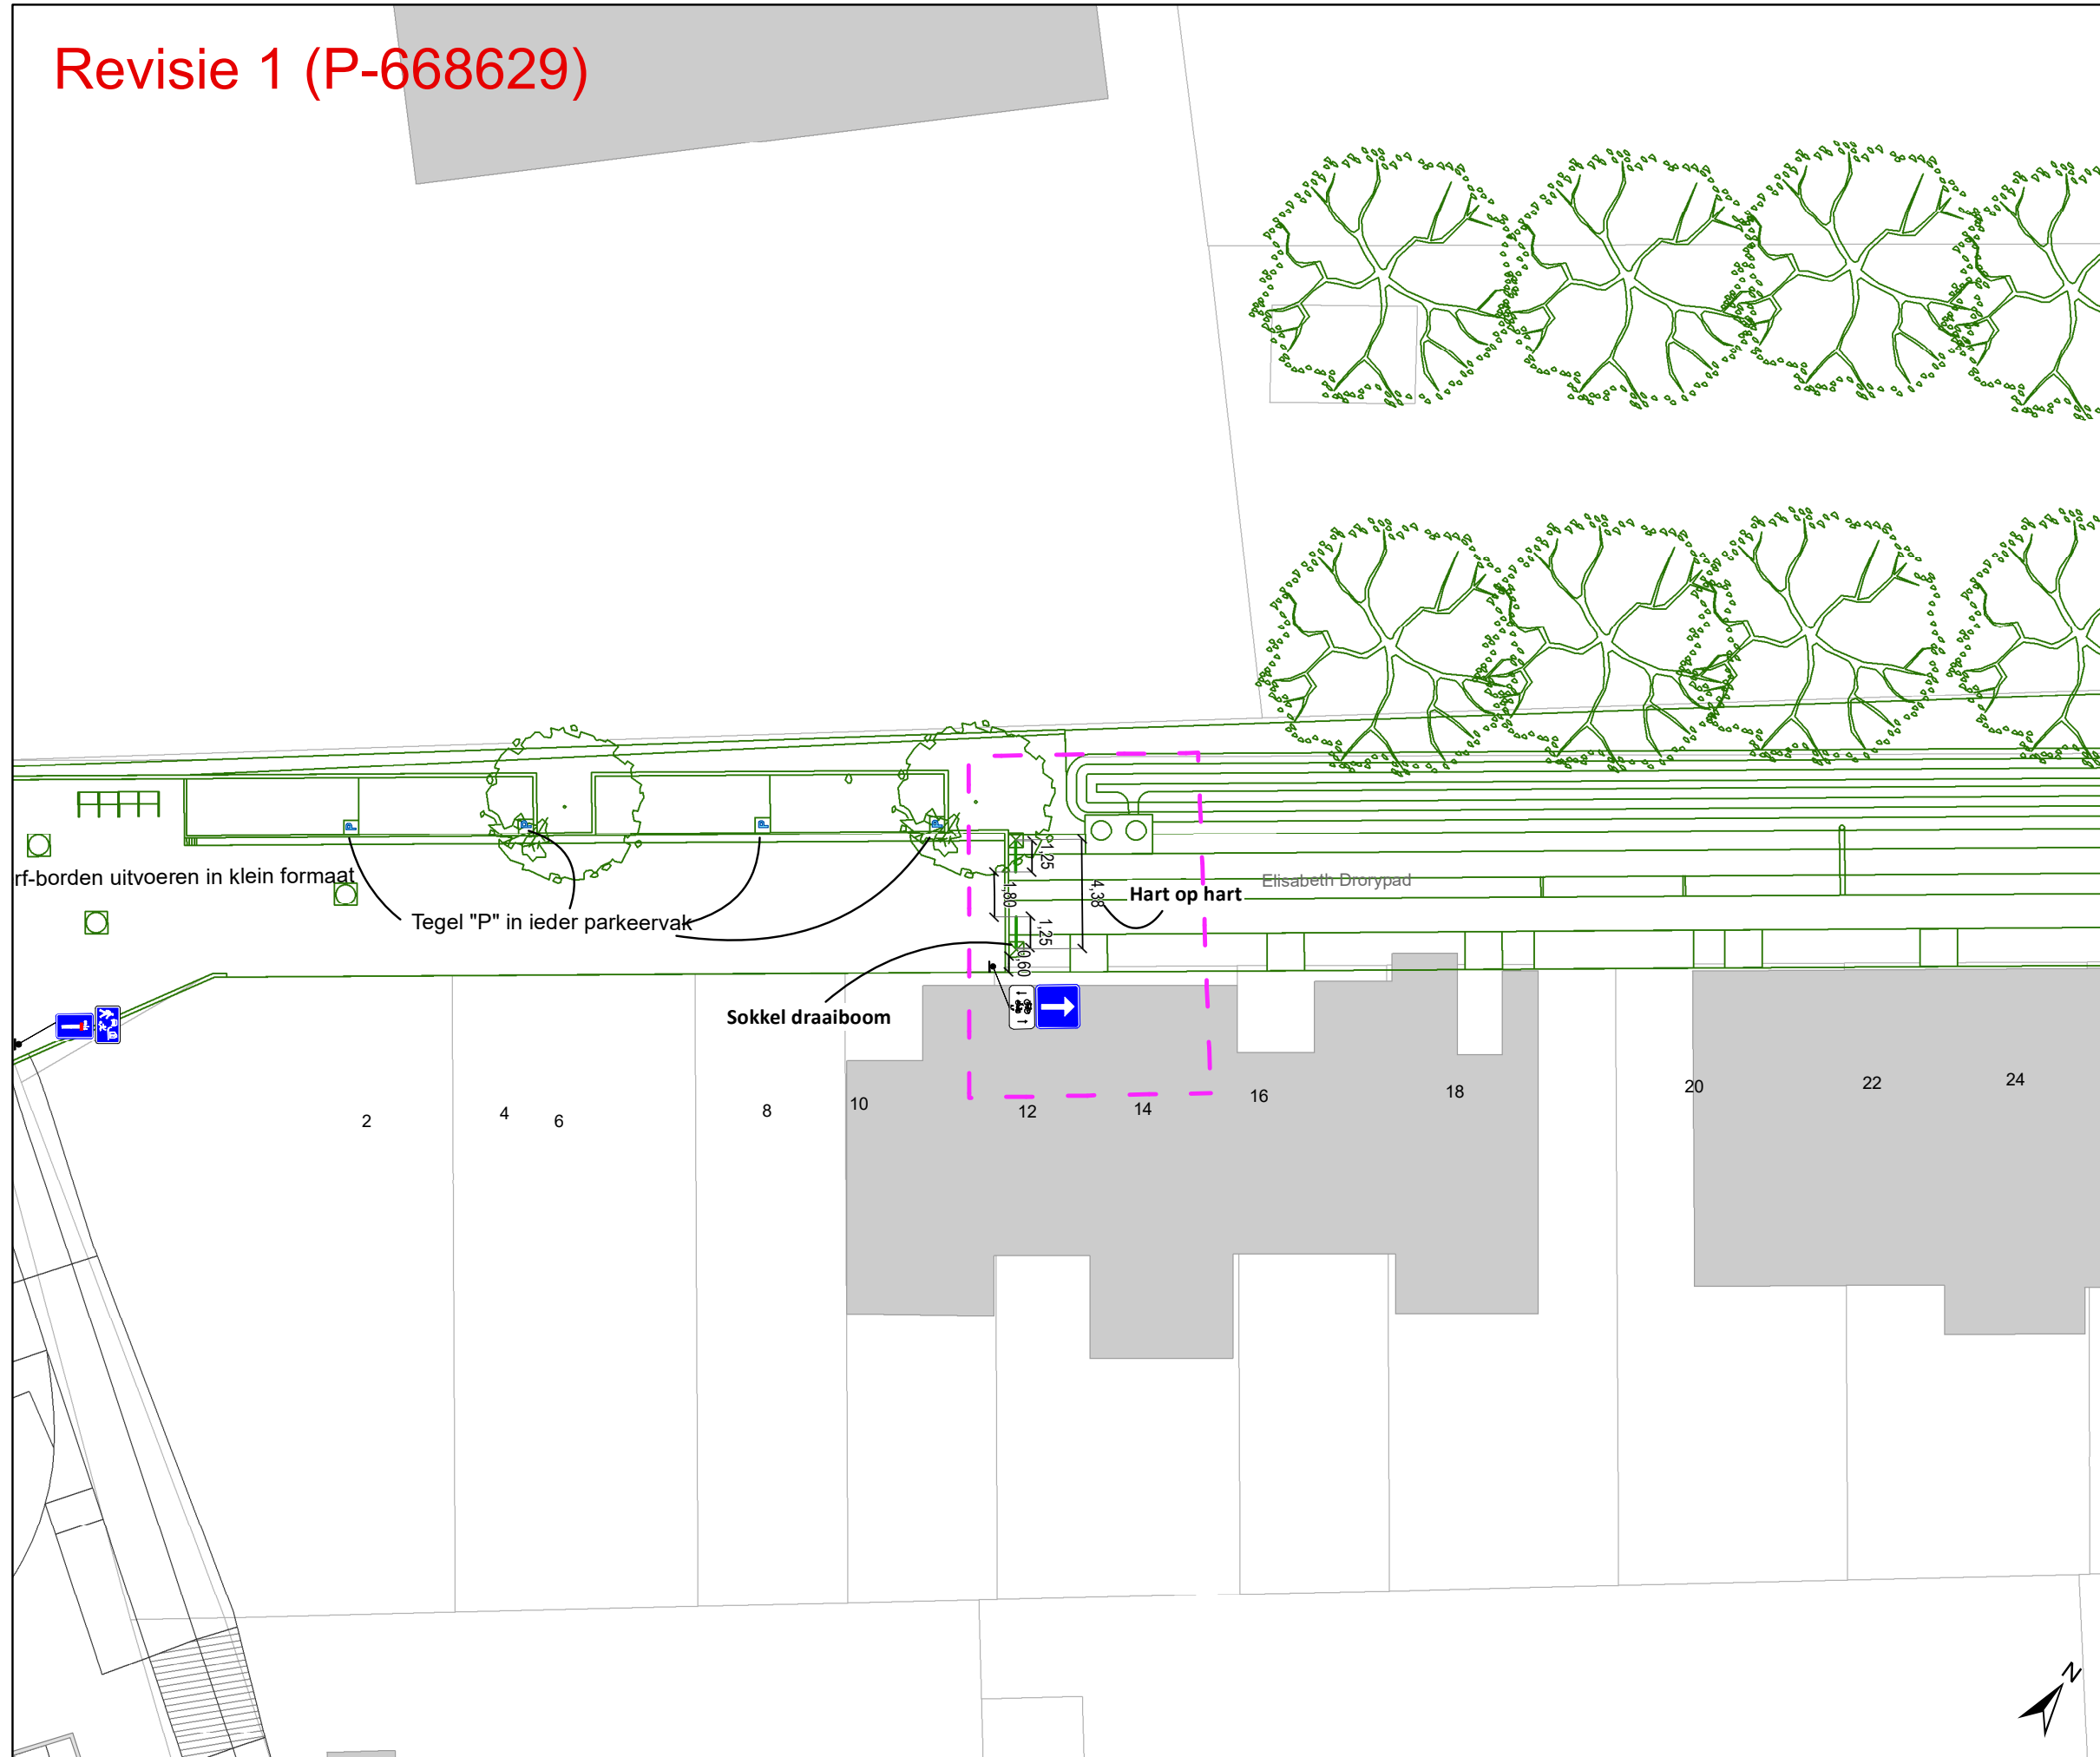 Revisie 1 (P-668629)
1,25
1,80
4,38
Hart op hart
Elisabeth Drorypad
rf-borden uitvoeren in klein formaat
Tegel "P" in ieder parkeervak
1,25
0,60
Sokkel draaiboom
P
P
P
P
2
4
6
8
10
12
14
16
18
20
22
24
N